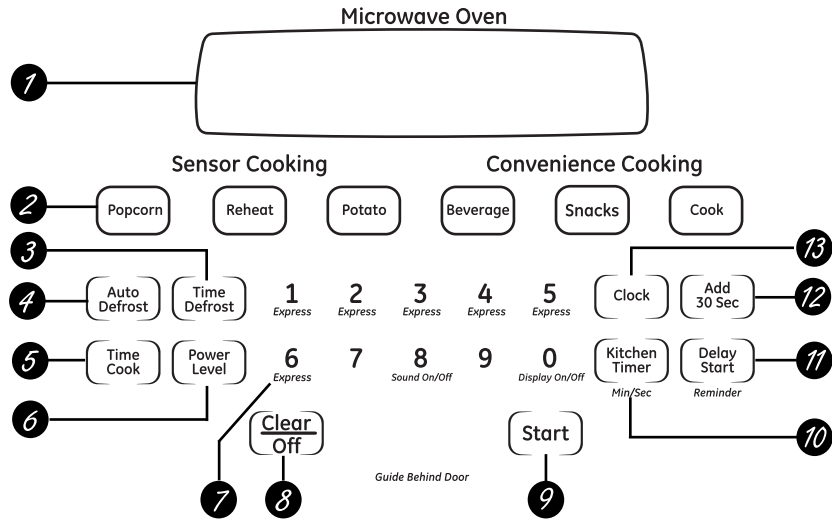 Microwave Oven
1
Sensor Cooking Convenience Cooking
2 Popcorn Reheat Potato Beverage Snacks Cook
3 13
4 Auto Defrost Time Defrost 1 2 3 4 5 Clock Add 30 Sec 12
Express Express Express Express Express
5 Time Cook Power Level 6 7 8 9 0 Kitchen Timer Delay Start 11
Express Sound On/Off Display On/Off Min/Sec Reminder
6 Clear Off Start 10
Guide Behind Door
7 8 9